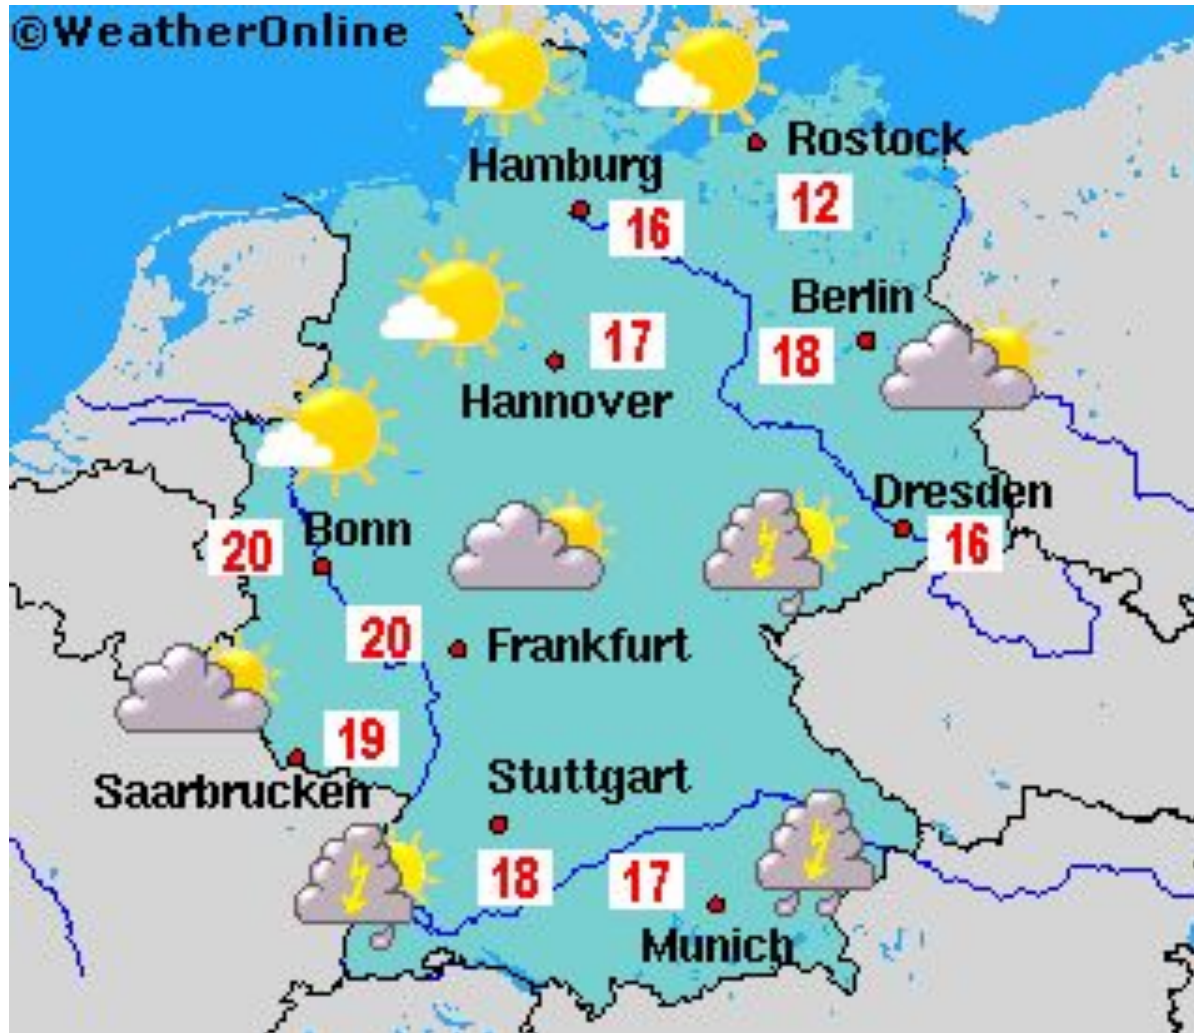 ©WeatherOnline
Rostock
Hamburg
12
16
Berlin
17
18
Hannover
Dresden
Bonn
20
16
20
Frankfurt
19
Stuttgart
Saarbrucken
18
17
Munich